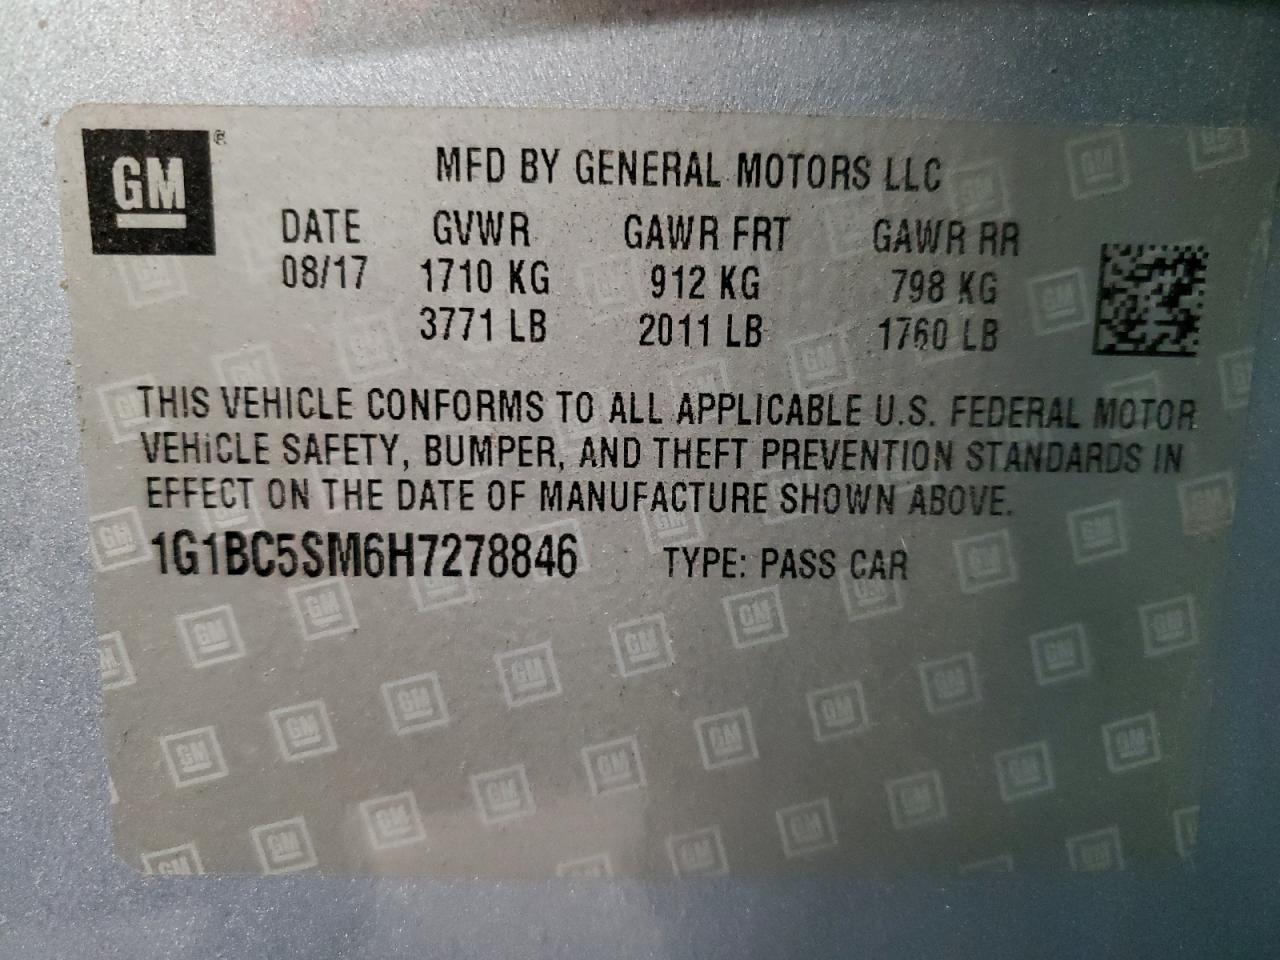 GM®
MFD BY GENERAL MOTORS LLC
DATE GVWR GAWR FRT GAWR RR
08/17 1710 KG 912 KG 798 KG
3771 LB 2011 LB 1760 LB
THIS VEHICLE CONFORMS TO ALL APPLICABLE U.S. FEDERAL MOTOR
VEHICLE SAFETY, BUMPER, AND THEFT PREVENTION STANDARDS IN
EFFECT ON THE DATE OF MANUFACTURE SHOWN ABOVE.
1G1BC5SM6H7278846 TYPE: PASS CAR